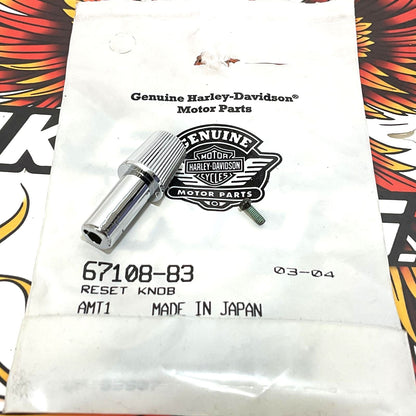 Genuine Harley-Davidson®
Motor Parts
GENUINE
MOTOR
HARLEY-DAVIDSON
CYCLES
MOTOR PARTS
67108-83
03-04
RESET KNOB
AMT1 MADE IN JAPAN